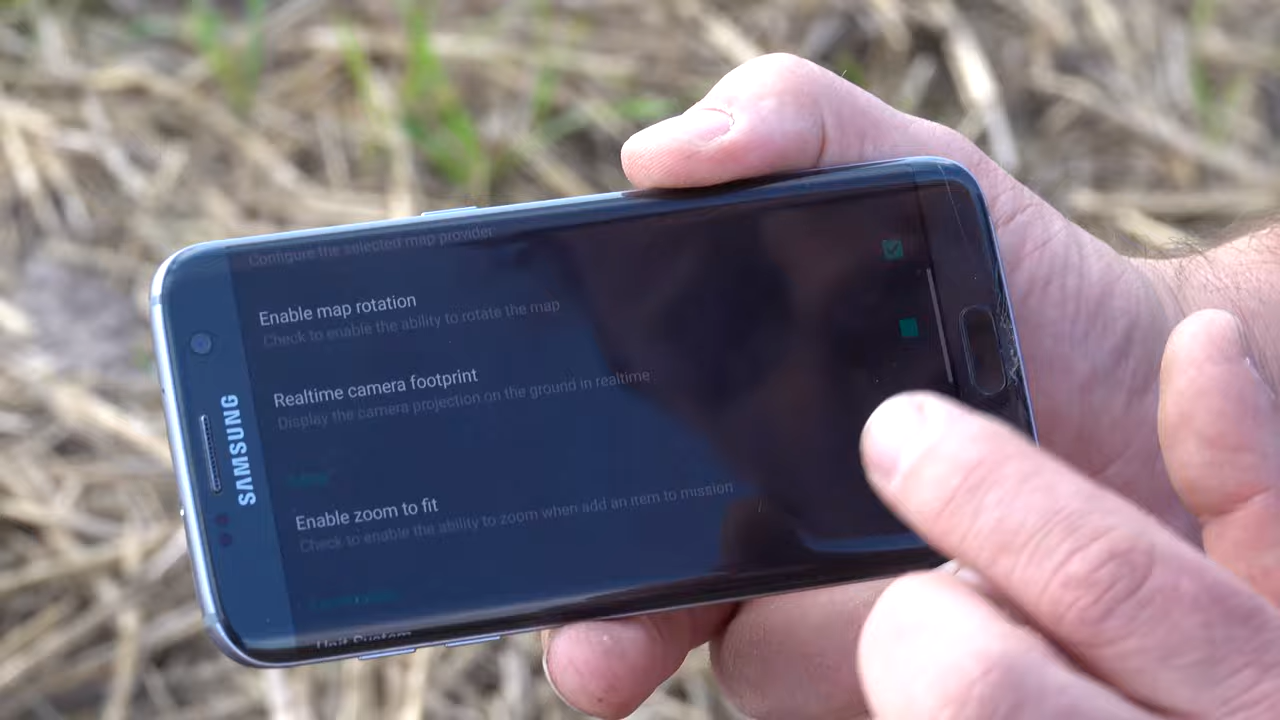 Configure the selected map provider
Enable map rotation
Check to enable the ability to rotate the map
Realtime camera footprint
Display the camera projection on the ground in realtime
Enable zoom to fit
Check to enable the ability to zoom when add an item to mission
Unit System
SAMSUNG